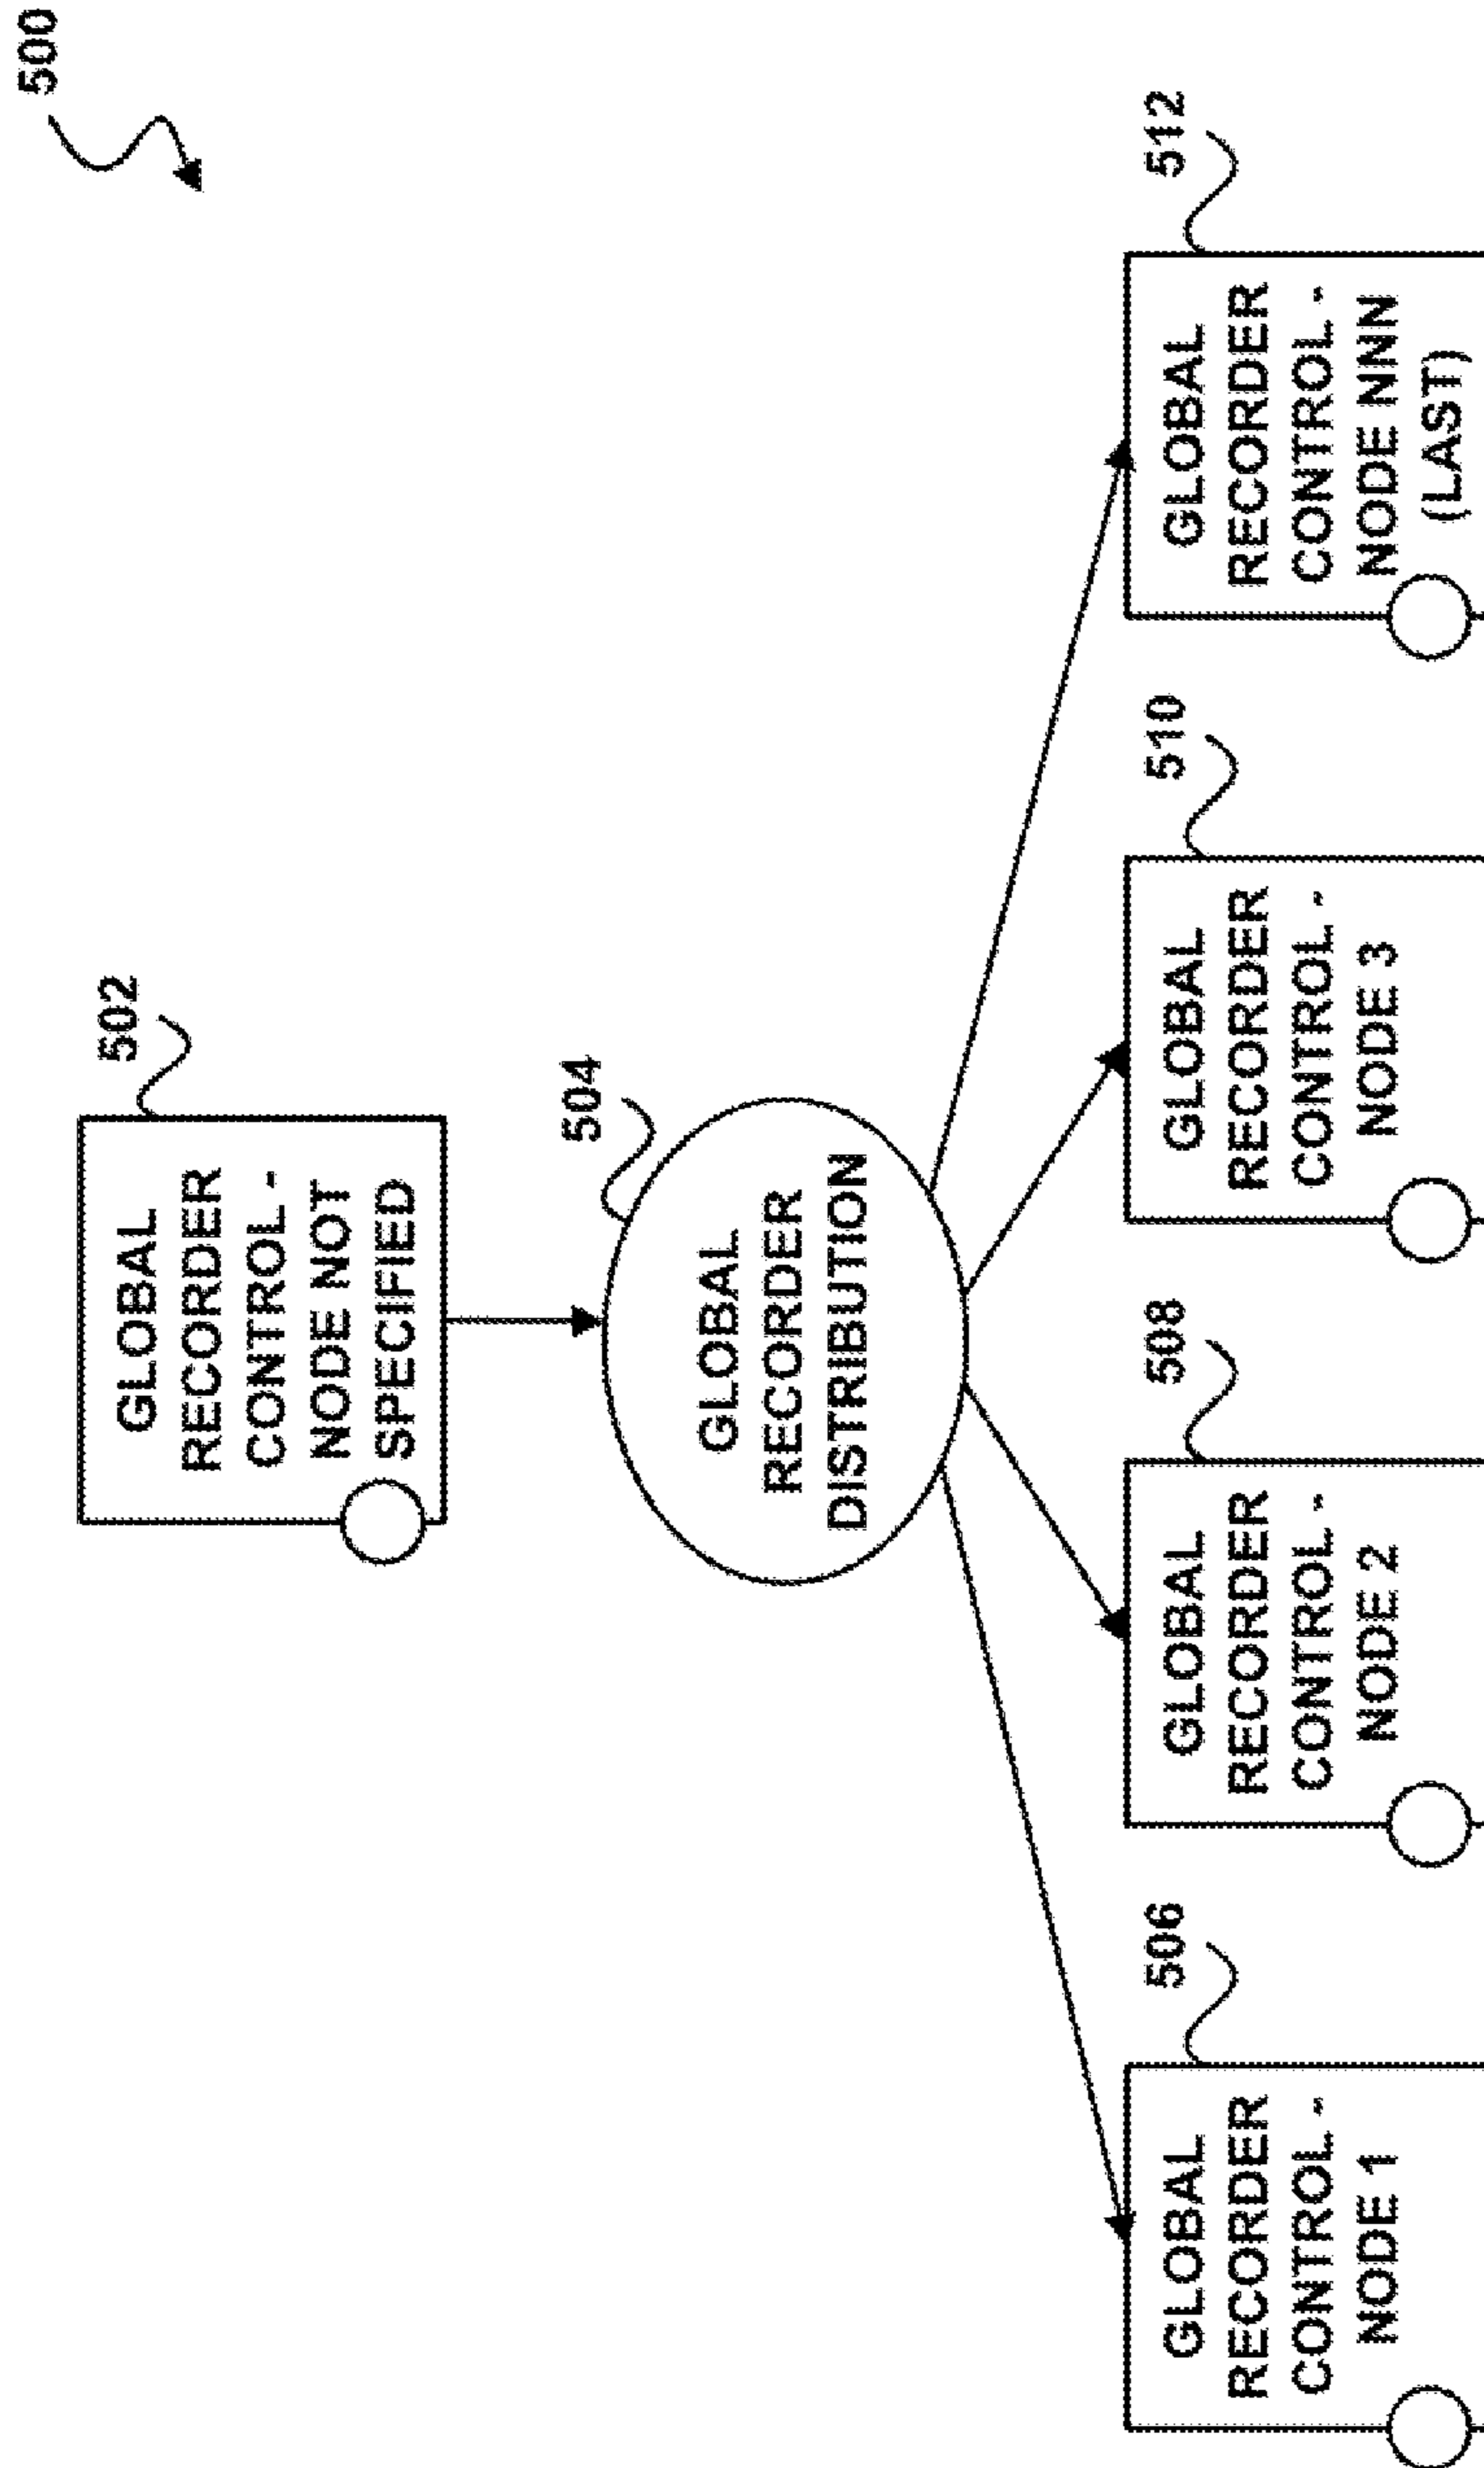 500
502
GLOBAL
RECORDER
CONTROL -
NODE NOT
SPECIFIED
504
GLOBAL
RECORDER
DISTRIBUTION
506
GLOBAL
RECORDER
CONTROL -
NODE 1
508
GLOBAL
RECORDER
CONTROL -
NODE 2
510
GLOBAL
RECORDER
CONTROL -
NODE 3
512
GLOBAL
RECORDER
CONTROL -
NODE NNN
(LAST)